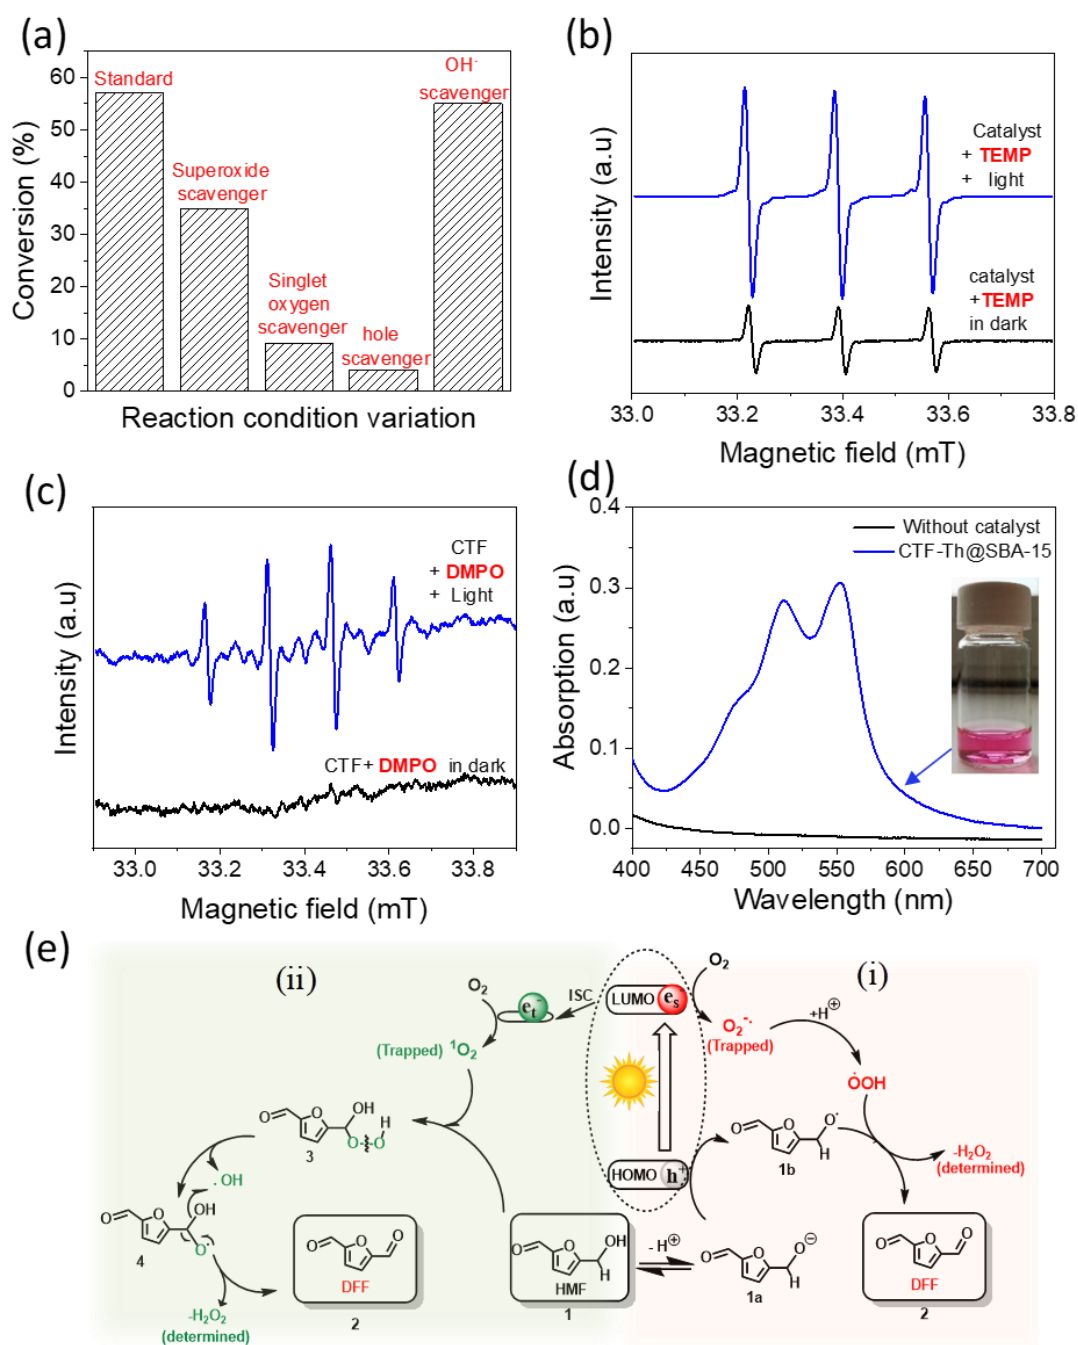 (a)
60
50
40
30
20
10
0
Conversion (%)
Standard
Superoxide
scavenger
Singlet
oxygen
scavenger
hole
scavenger
OH-
scavenger
Reaction condition variation
(b)
Intensity (a.u)
Catalyst
+ TEMP
+ light
catalyst
+TEMP
in dark
33.0 33.2 33.4 33.6 33.8
Magnetic field (mT)
(c)
Intensity (a.u)
CTF
+ DMPO
+ Light
CTF+ DMPO in dark
33.0 33.2 33.4 33.6 33.8
Magnetic field (mT)
(d)
0.4
0.3
0.2
0.1
0.0
Absorption (a.u)
Without catalyst
CTF-Th@SBA-15
400 450 500 550 600 650 700
Wavelength (nm)
(e)
(ii)
(i)
O2
ISC
et-
LUMO
es-
O2
O2-·
(Trapped)
+H⊕
(Trapped) 1O2
·OOH
O
O
OH
O
O
H
3
·OH
O
O
OH
O·
4
-H2O2
(determined)
O
O
O
DFF
2
HOMO
h+
O
O
O·
H
1b
-H2O2
(determined)
O
O
OH
H
HMF
1
- H⊕
O
O
O⊖
H
1a
O
O
O
DFF
2